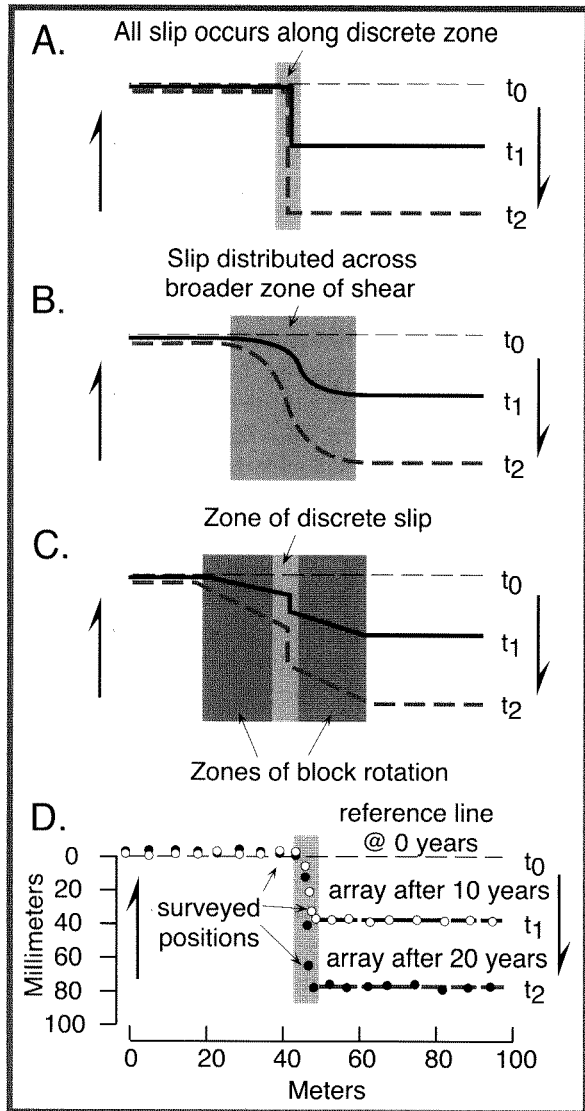 A.
All slip occurs along discrete zone
t0
t1
t2
Slip distributed across
broader zone of shear
B.
t0
t1
t2
Zone of discrete slip
C.
t0
t1
t2
Zones of block rotation
D.
reference line
@ 0 years
t0
array after 10 years
t1
surveyed
positions
array after 20 years
t2
Millimeters
0
20
40
60
80
100
0 20 40 60 80 100
Meters